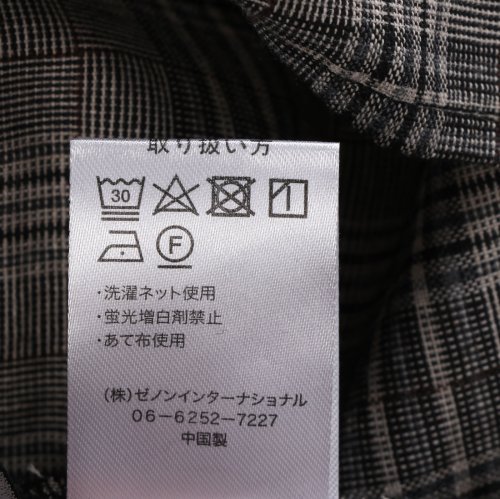 取り扱い方
30
F
・洗濯ネット使用
・蛍光増白剤禁止
・あて布使用
(株)ゼノンインターナショナル
06-6252-7227
中国製